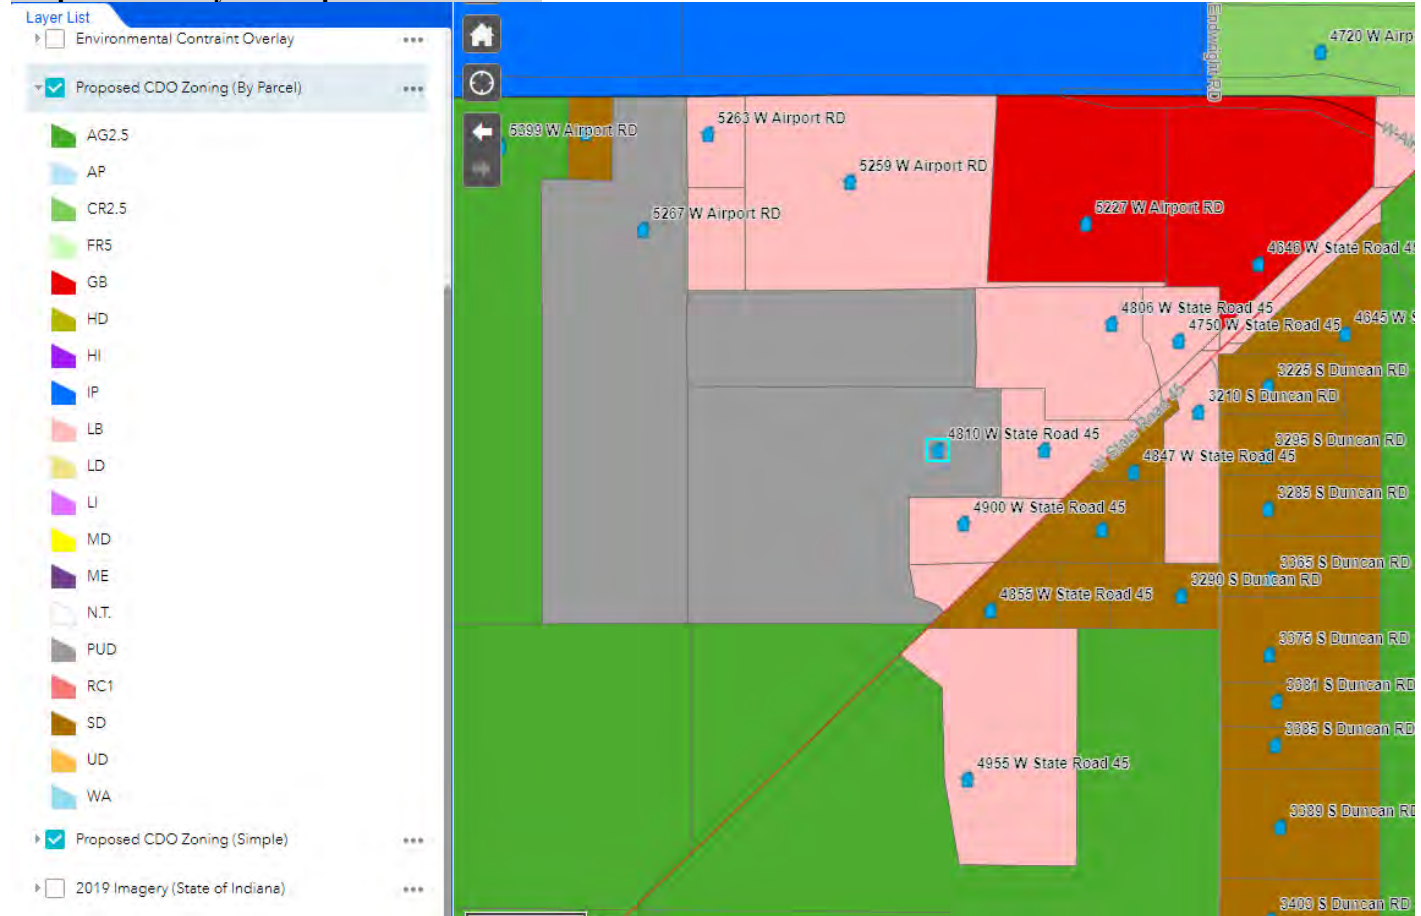 Layer List
Environmental Contraint Overlay
Proposed CDO Zoning (By Parcel)
AG2.5
AP
CR2.5
FR5
GB
HD
HI
IP
LB
LD
LI
MD
ME
N.T.
PUD
RC1
SD
UD
WA
Proposed CDO Zoning (Simple)
2019 Imagery (State of Indiana)
Endwright RD
4720 W Airp
5399 W Airport RD
5263 W Airport RD
W Air
5259 W Airport RD
5267 W Airport RD
5227 W Airport RD
4646 W State Road 45
4806 W State Road 45
4750 W State Road 45
4645 W S
3225 S Duncan RD
3210 S Duncan RD
W State Road 45
4810 W State Road 45
3295 S Duncan RD
4847 W State Road 45
3285 S Duncan RD
4900 W State Road 45
3365 S Duncan RD
3290 S Duncan RD
4855 W State Road 45
3375 S Duncan RD
3381 S Duncan RD
3385 S Duncan RD
4955 W State Road 45
3389 S Duncan RD
3403 S Duncan RD